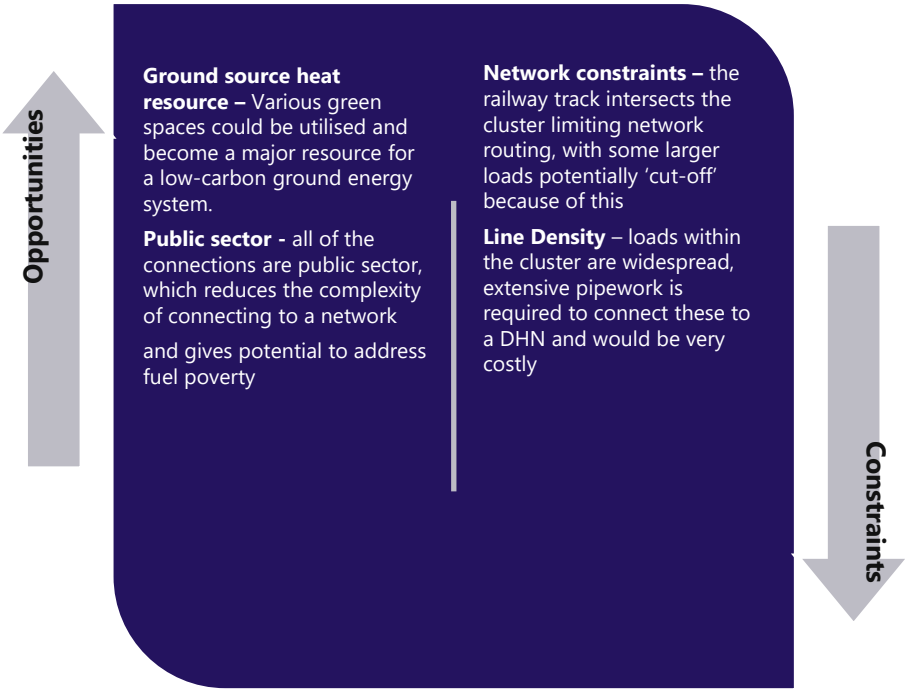 Opportunities
Ground source heat
resource – Various green
spaces could be utilised and
become a major resource for
a low-carbon ground energy
system.
Public sector - all of the
connections are public sector,
which reduces the complexity
of connecting to a network
and gives potential to address
fuel poverty
Network constraints – the
railway track intersects the
cluster limiting network
routing, with some larger
loads potentially ‘cut-off’
because of this
Line Density – loads within
the cluster are widespread,
extensive pipework is
required to connect these to
a DHN and would be very
costly
Constraints